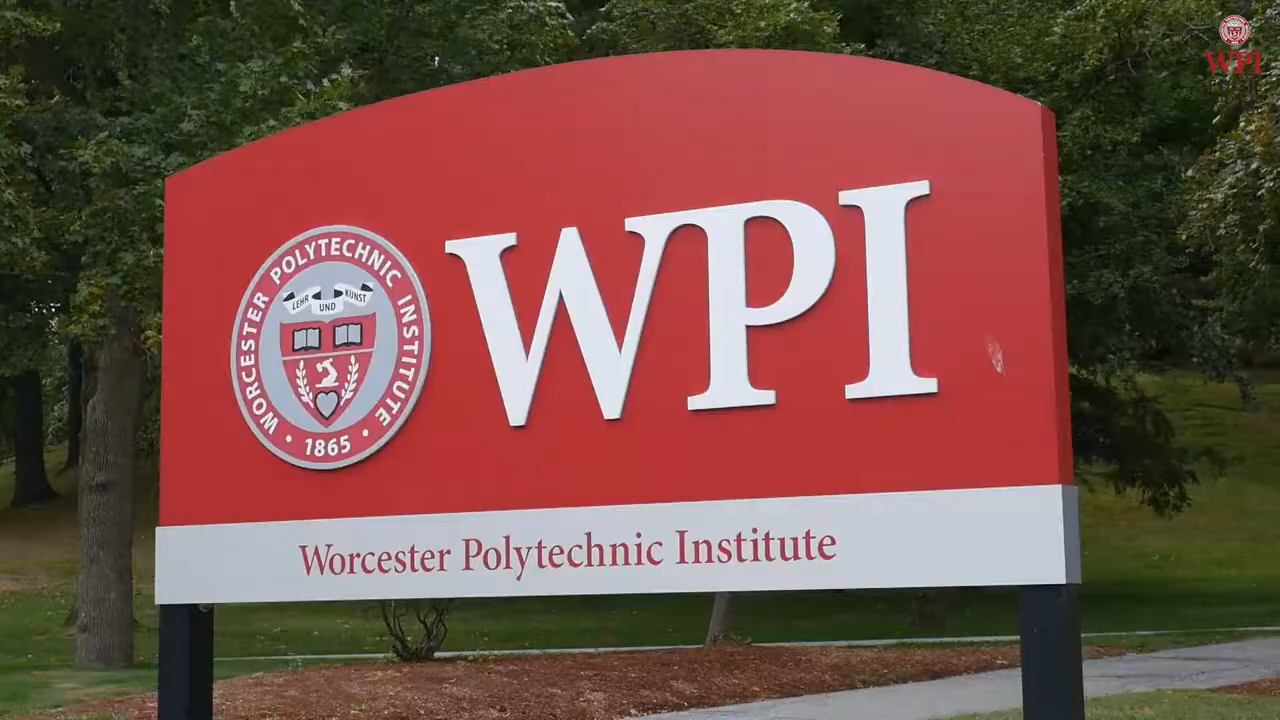 WPI
WORCESTER POLYTECHNIC INSTITUTE
LEHR UND KUNST
1865
WPI
Worcester Polytechnic Institute